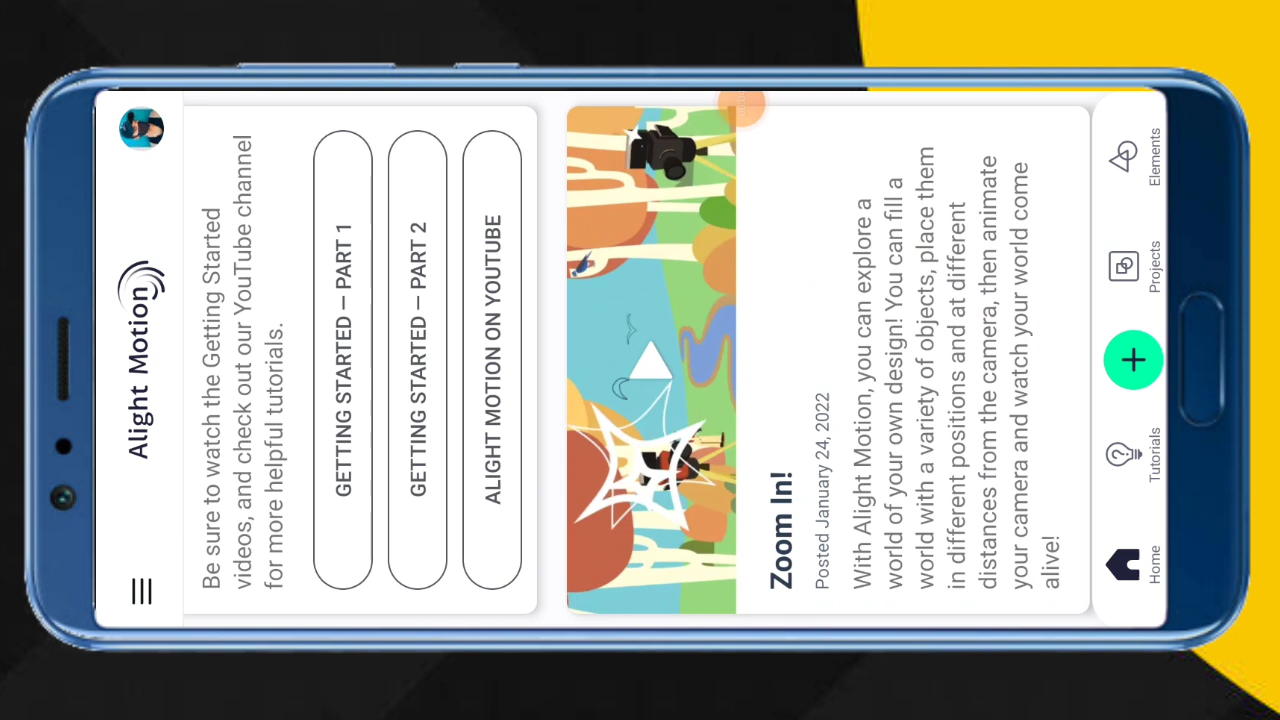 Alight Motion
Be sure to watch the Getting Started
videos, and check out our YouTube channel
for more helpful tutorials.
GETTING STARTED – PART 1
GETTING STARTED – PART 2
ALIGHT MOTION ON YOUTUBE
Zoom In!
Posted January 24, 2022
With Alight Motion, you can explore a
world of your own design! You can fill a
world with a variety of objects, place them
in different positions and at different
distances from the camera, then animate
your camera and watch your world come
alive!
Home
Tutorials
Projects
Elements